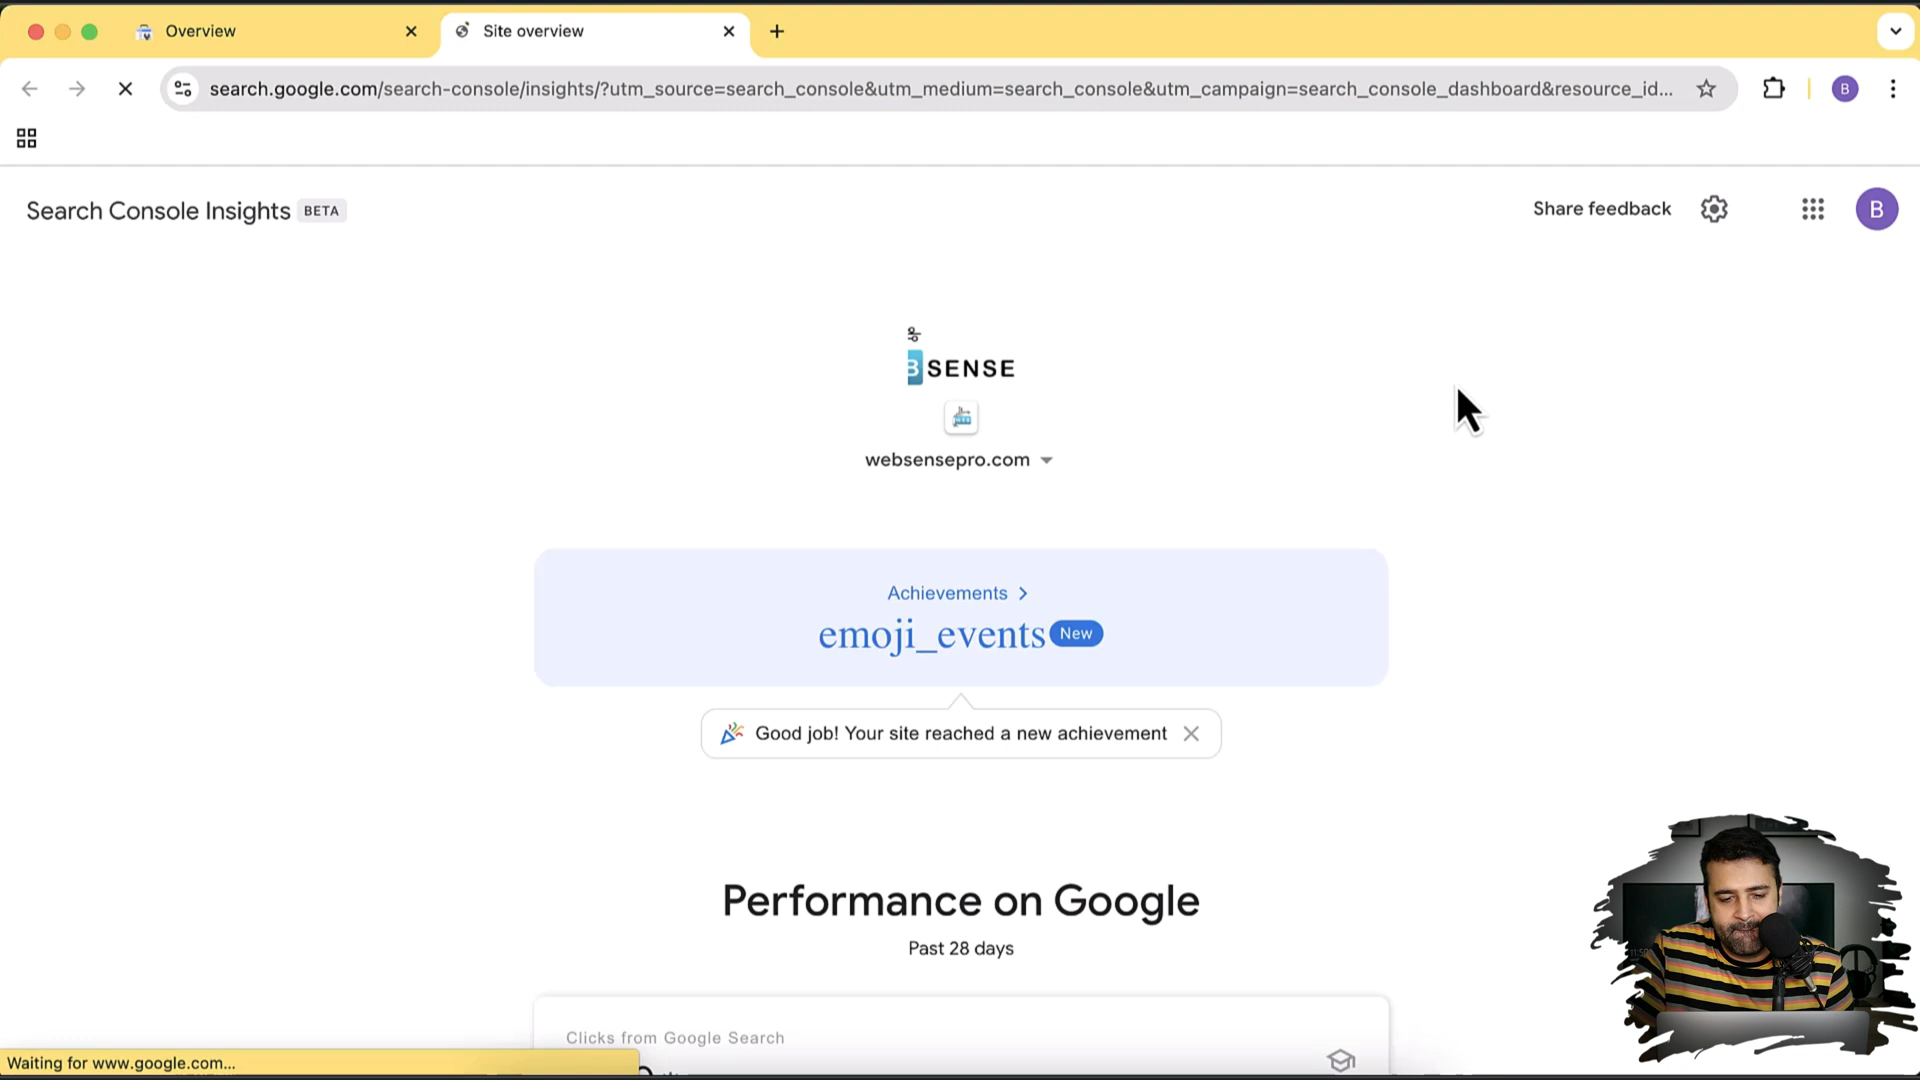 Overview
Site overview
search.google.com/search-console/insights/?utm_source=search_console&utm_medium=search_console&utm_campaign=search_console_dashboard&resource_id...
B
Search Console Insights BETA
Share feedback
B
B SENSE
websensepro.com
Achievements
emoji_events New
Good job! Your site reached a new achievement
Performance on Google
Past 28 days
Clicks from Google Search
Waiting for www.google.com...